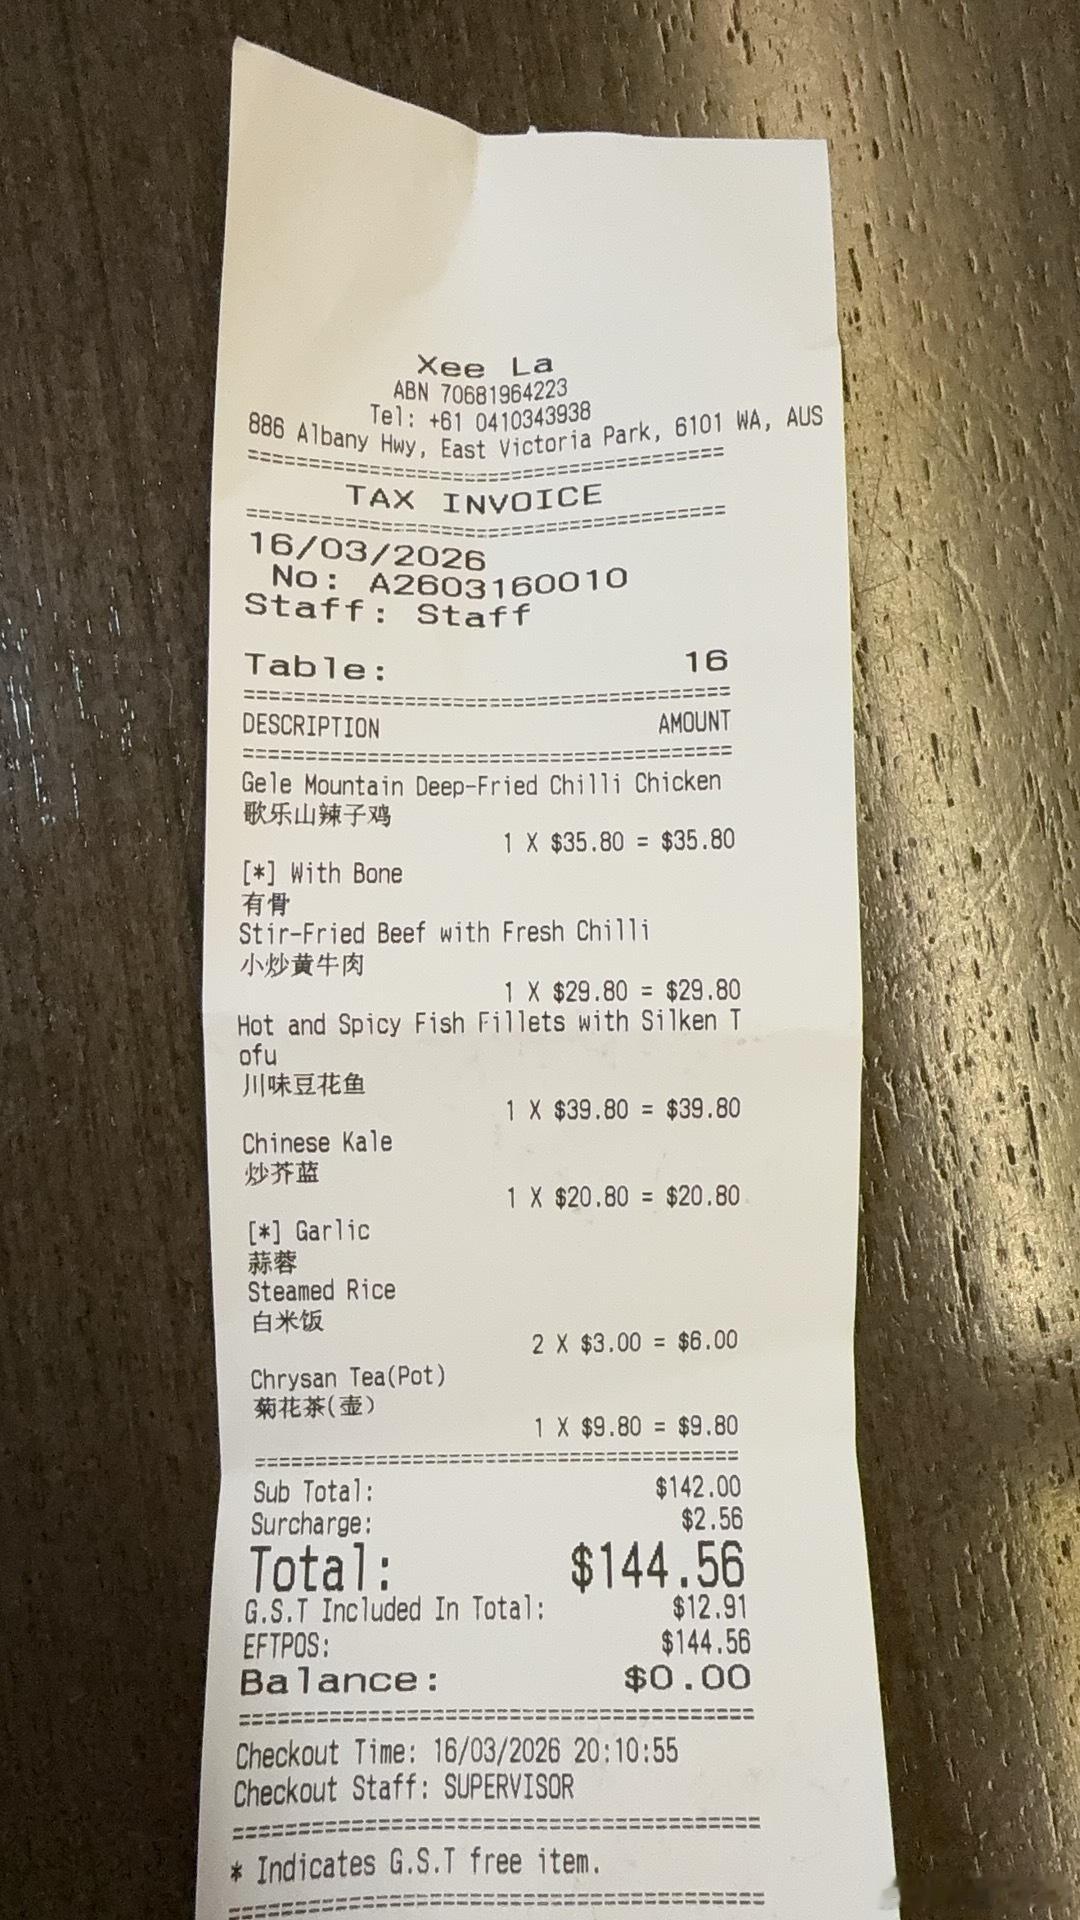 Xee La
ABN 70681964223
Tel: +61 0410343938
886 Albany Hwy, East Victoria Park, 6101 WA, AUS
=====================================
TAX INVOICE
=====================================
16/03/2026
No: A2603160010
Staff: Staff
Table: 16
=====================================
DESCRIPTION AMOUNT
=====================================
Gele Mountain Deep-Fried Chilli Chicken
歌乐山辣子鸡
1 X $35.80 = $35.80
[*] With Bone
有骨
Stir-Fried Beef with Fresh Chilli
小炒黄牛肉
1 X $29.80 = $29.80
Hot and Spicy Fish Fillets with Silken T
ofu
川味豆花鱼
1 X $39.80 = $39.80
Chinese Kale
炒芥蓝
1 X $20.80 = $20.80
[*] Garlic
蒜蓉
Steamed Rice
白米饭
2 X $3.00 = $6.00
Chrysan Tea(Pot)
菊花茶(壶）
1 X $9.80 = $9.80
=====================================
Sub Total: $142.00
Surcharge: $2.56
Total: $144.56
G.S.T Included In Total: $12.91
EFTPOS: $144.56
Balance: $0.00
=====================================
Checkout Time: 16/03/2026 20:10:55
Checkout Staff: SUPERVISOR
=====================================
* Indicates G.S.T free item.
=====================================